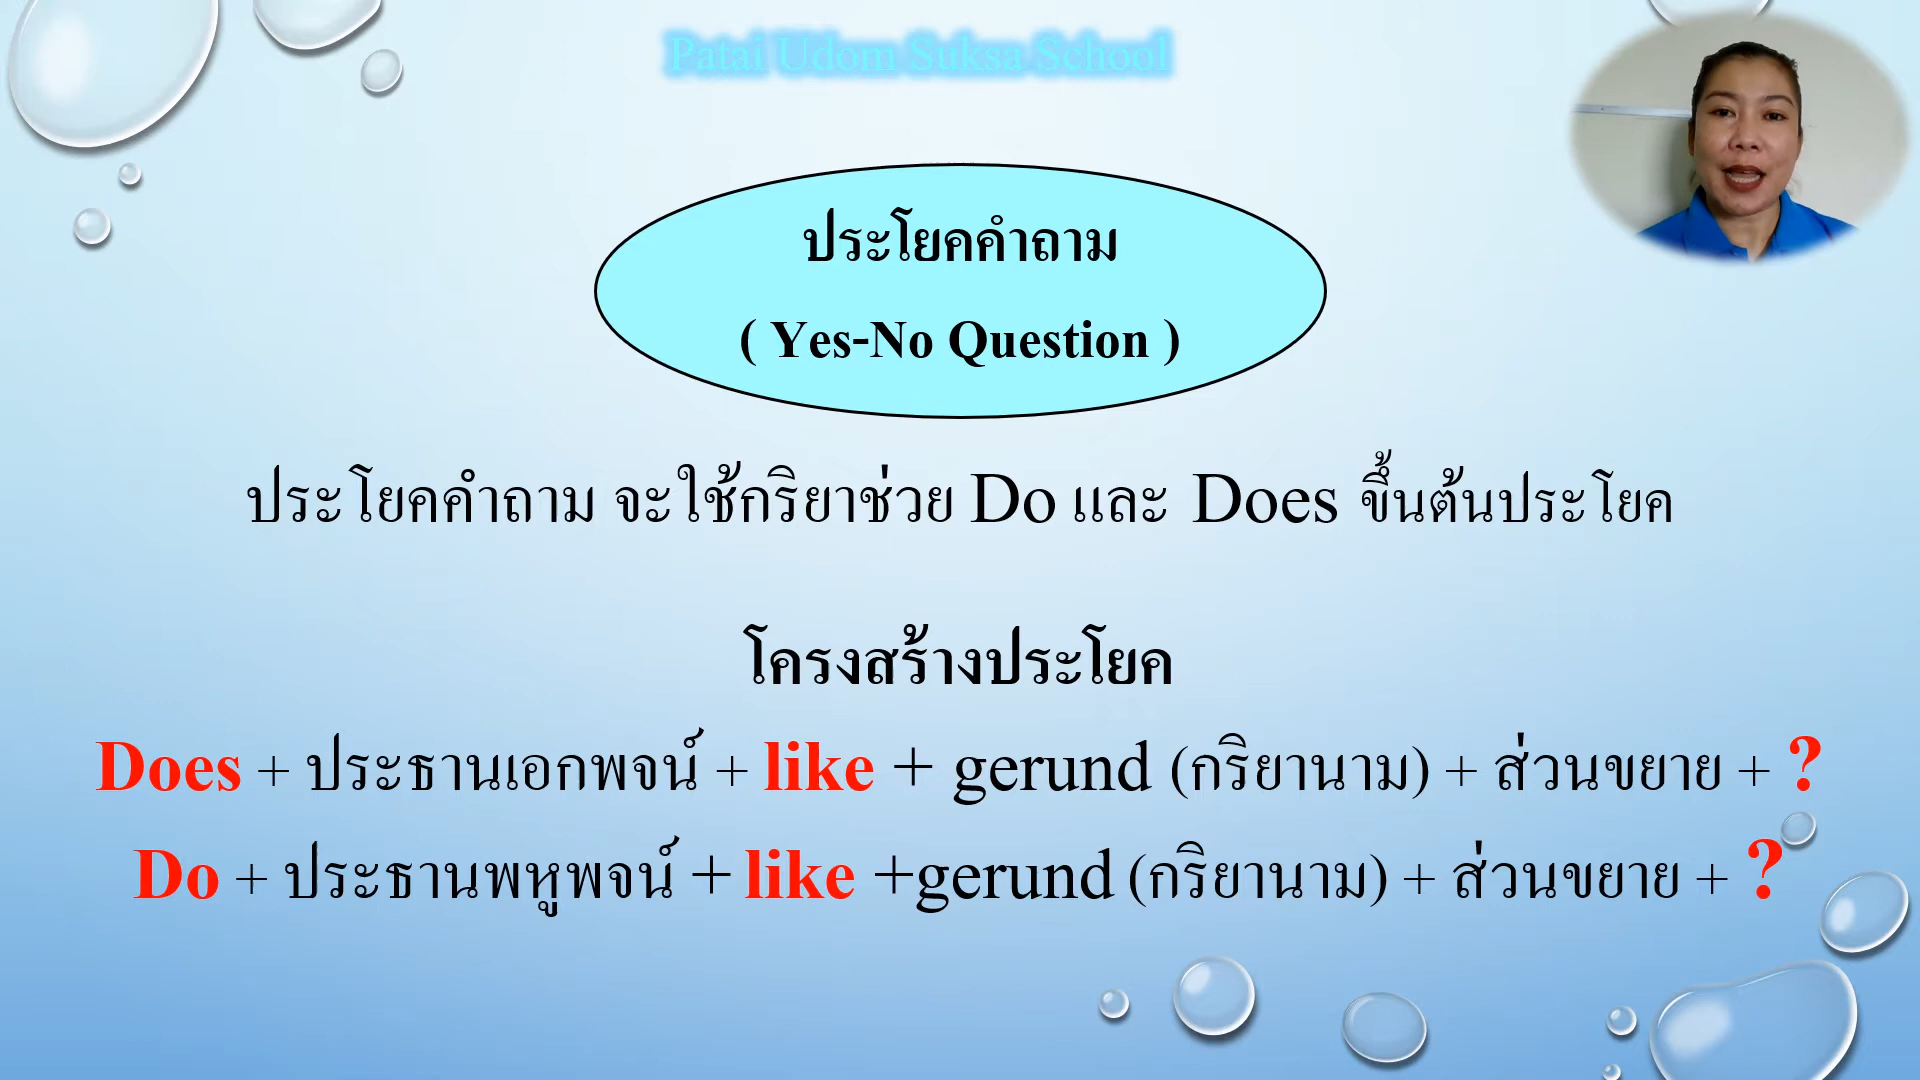 Patai Udom Suksa School
ประโยคคำถาม
( Yes-No Question )
ประโยคคำถาม จะใช้กริยาช่วย Do และ Does ขึ้นต้นประโยค
โครงสร้างประโยค
Does + ประธานเอกพจน์ + like + gerund (กริยานาม) + ส่วนขยาย + ?
Do + ประธานพหูพจน์ + like +gerund (กริยานาม) + ส่วนขยาย + ?